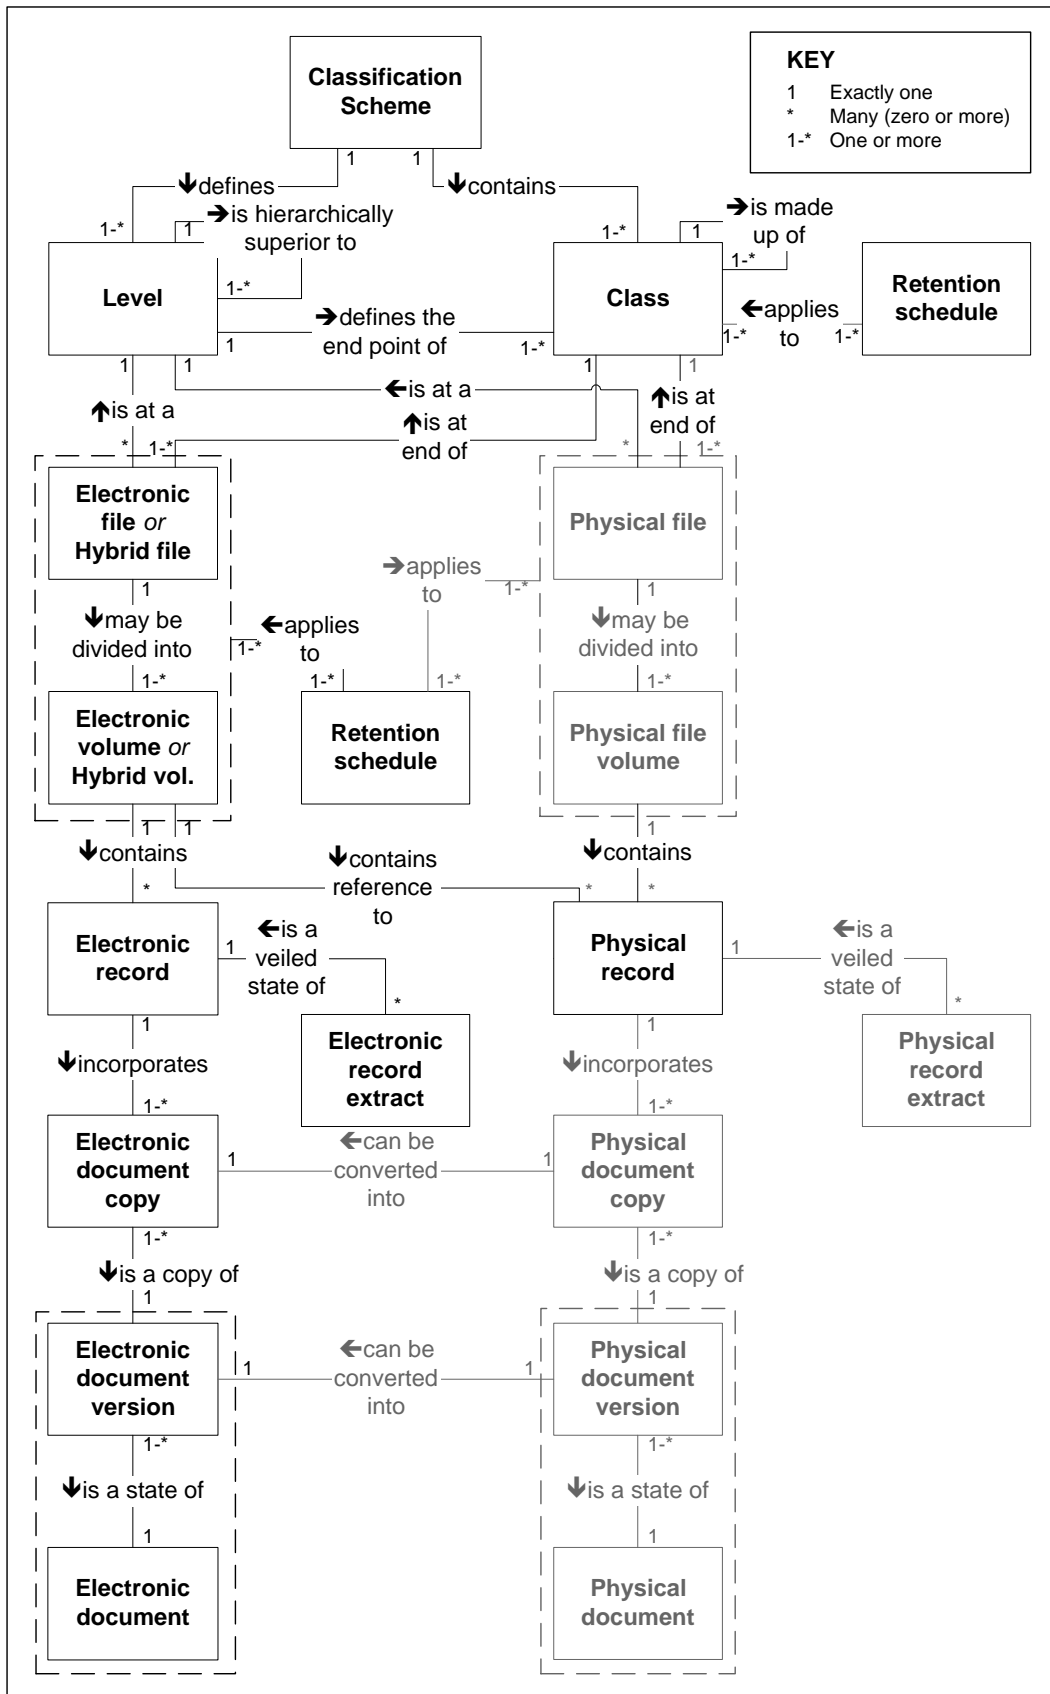 Classification
Scheme
KEY
1 Exactly one
* Many (zero or more)
1-* One or more
1
1
🡻defines
🡻contains
1-*
1
🡺is hierarchically
superior to
1-*
1
🡺is made
up of
Level
1-*
Class
1-*
Retention
schedule
🡺defines the
end point of
1
1-*
🡸applies
to
1-*
1-*
1
1
1
1
🡸is at a
🡹is at a
🡹is at
end of
🡹is at
end of
*
1-*
*
1-*
Electronic
file or
Hybrid file
Physical file
🡺applies
to
1-*
1
1
🡻may be
divided into
🡸applies
to
1-*
🡻may be
divided into
1-*
1-*
1-*
1-*
Electronic
volume or
Hybrid vol.
Retention
schedule
Physical file
volume
1
1
1
🡻contains
🡻contains
reference
to
🡻contains
*
*
*
Electronic
record
1
🡸is a
veiled
state of
Physical
record
1
🡸is a
veiled
state of
*
*
1
1
Electronic
record
extract
Physical
record
extract
🡻incorporates
🡻incorporates
1-*
1-*
Electronic
document
copy
1
🡸can be
converted
into
1
Physical
document
copy
1-*
1-*
🡻is a copy of
🡻is a copy of
1
1
Electronic
document
version
1
🡸can be
converted
into
1
Physical
document
version
1-*
1-*
🡻is a state of
🡻is a state of
1
1
Electronic
document
Physical
document